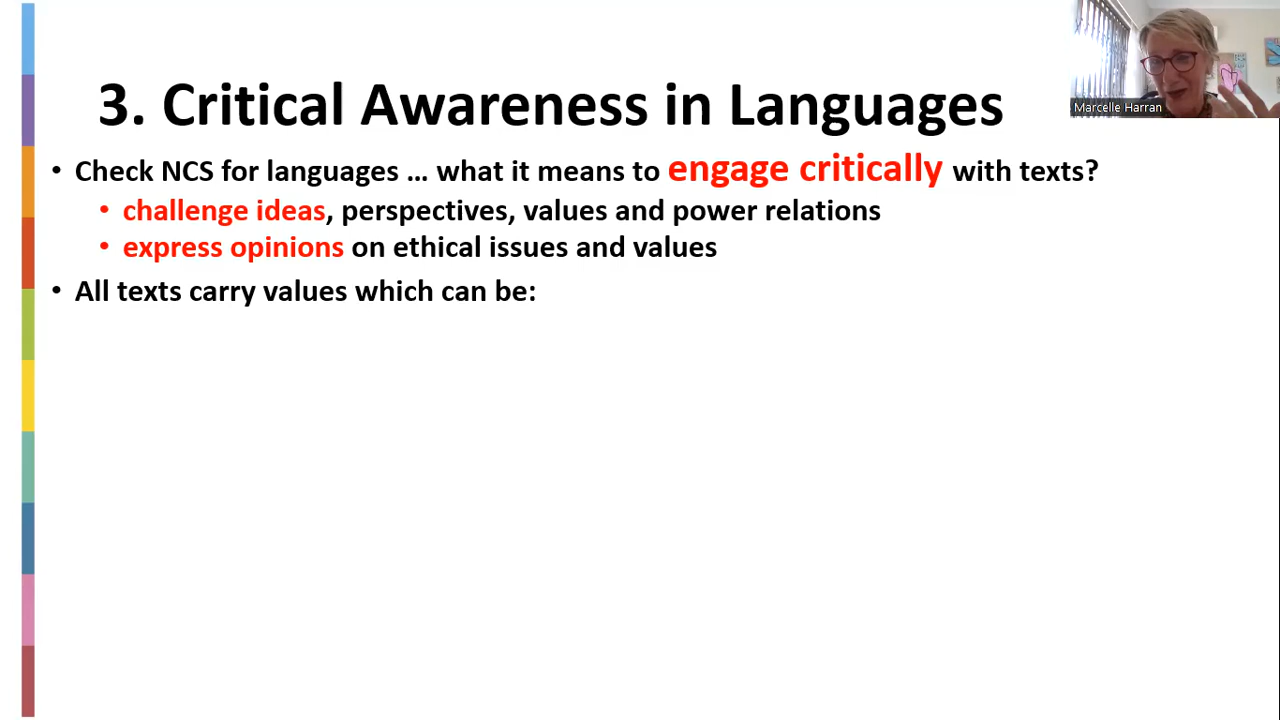 3. Critical Awareness in Languages
Marcelle Harran
• Check NCS for languages … what it means to engage critically with texts?
• challenge ideas, perspectives, values and power relations
• express opinions on ethical issues and values
• All texts carry values which can be: